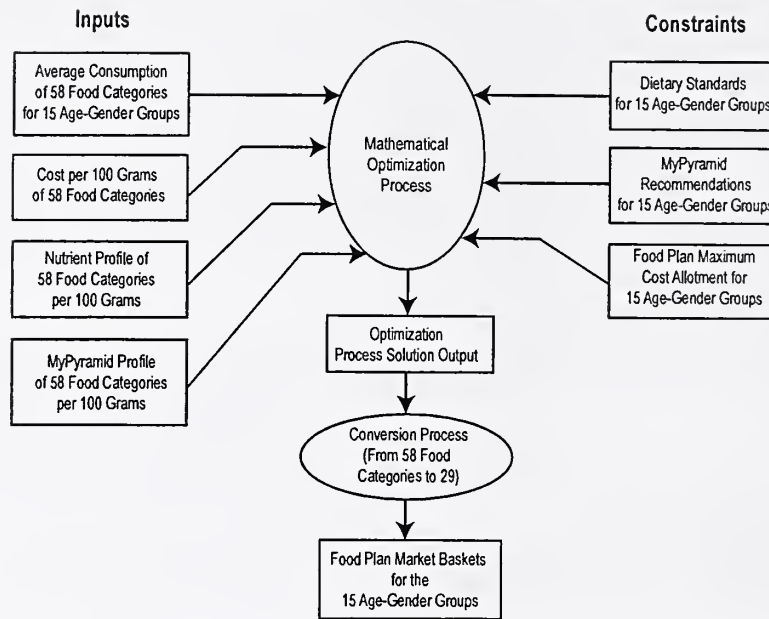 Inputs
Average Consumption
of 58 Food Categories
for 15 Age-Gender Groups
Cost per 100 Grams
of 58 Food Categories
Nutrient Profile of
58 Food Categories
per 100 Grams
MyPyramid Profile
of 58 Food Categories
per 100 Grams
Mathematical
Optimization
Process
Constraints
Dietary Standards
for 15 Age-Gender Groups
MyPyramid
Recommendations
for 15 Age-Gender Groups
Food Plan Maximum
Cost Allotment for
15 Age-Gender Groups
Optimization
Process Solution Output
Conversion Process
(From 58 Food
Categories to 29)
Food Plan Market Baskets
for the
15 Age-Gender Groups